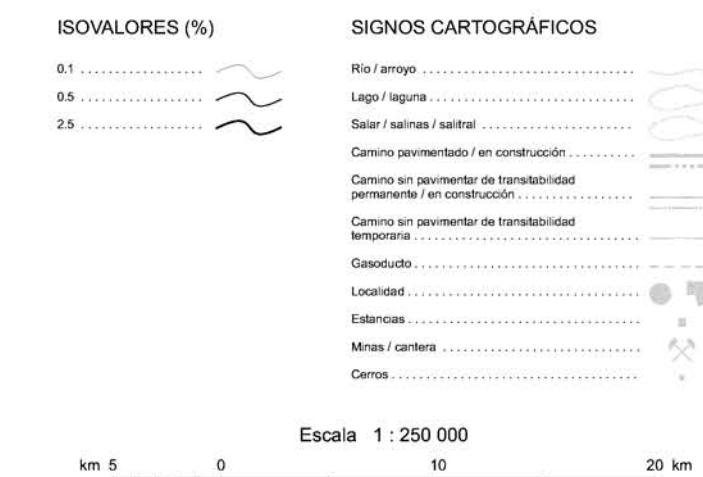 ISOVALORES (%)
0.1 ..................
0.5 ..................
2.5 ..................
SIGNOS CARTOGRÁFICOS
Río / arroyo ...............................
Lago / laguna ..............................
Salar / salinas / salitral ......................
Camino pavimentado / en construcción ..........
Camino sin pavimentar de transitabilidad
permanente / en construcción .................
Camino sin pavimentar de transitabilidad
temporaria .................................
Gasoducto .................................
Localidad ..................................
Estancias ..................................
Minas / cantera .............................
Cerros ....................................
Escala 1 : 250 000
km 5 0 10 20 km